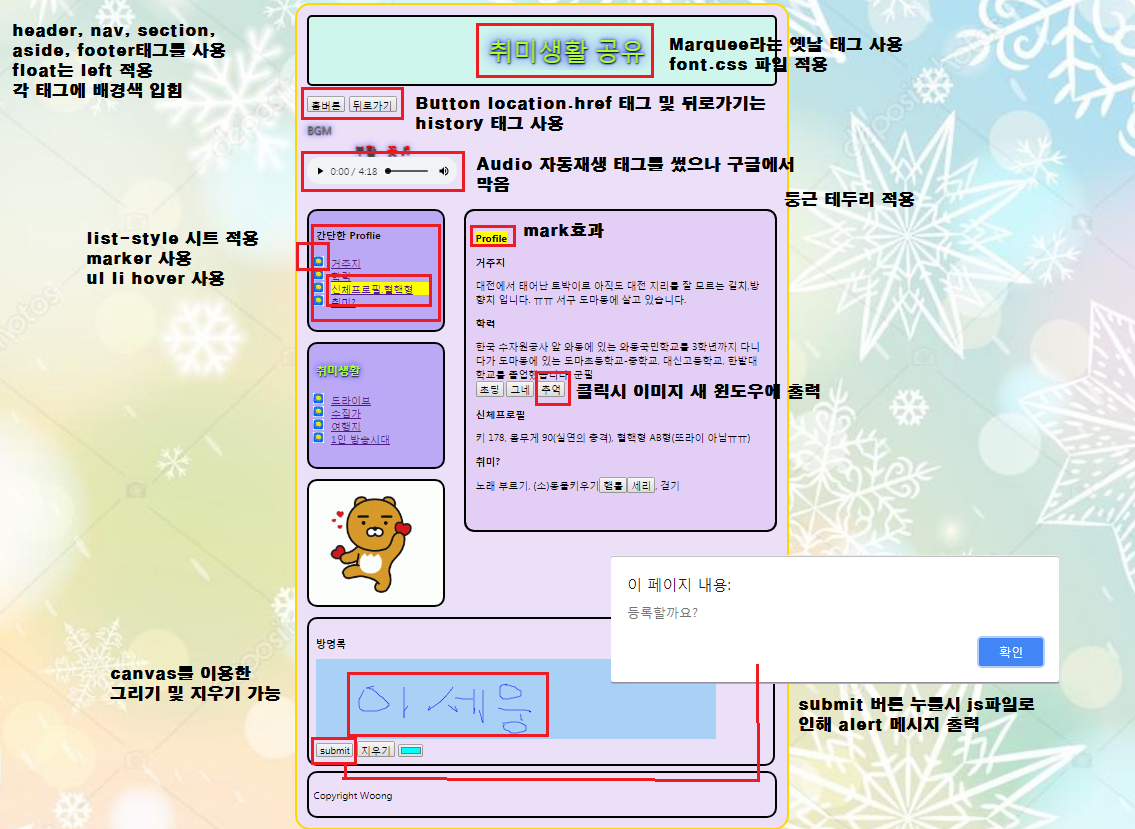 header, nav, section,
aside, footer태그를 사용
float는 left 적용
각 태그에 배경색 입힘
취미생활 공유
Marquee라는 옛날 태그 사용
font.css 파일 적용
홈버튼 뒤로가기
Button location.href 태그 및 뒤로가기는
history 태그 사용
BGM
0:00 / 4:18
Audio 자동재생 태그를 썼으나 구글에서
막음
둥근 테두리 적용
list-style 시트 적용
marker 사용
ul li hover 사용
간단한 Proflie
거주지
학력
신체프로필,혈액형
취미?
Profile
mark효과
거주지
대전에서 태어난 토박이로 아직도 대전 지리를 잘 모르는 길치,방
향치 입니다. ㅠㅠ 서구 도마동에 살고 있습니다.
학력
한국 수자원공사 앞 와동에 있는 와동국민학교를 3학년까지 다니
다가 도마동에 있는 도마초등학교-중학교, 대신고등학교, 한밭대
학교를 졸업했습니다. 군필
초딩 그네 추억
클릭시 이미지 새 윈도우에 출력
신체프로필
키 178, 몸무게 90(실연의 충격), 혈액형 AB형(또라이 아님ㅠㅠ)
취미?
노래 부르기, (소)동물키우기 햄톨 세리, 걷기
취미생활
드라이브
수집가
여행지
1인 방송시대
이 페이지 내용:
등록할까요?
확인
방명록
아세움
canvas를 이용한
그리기 및 지우기 가능
submit 지우기
submit 버튼 누를시 js파일로
인해 alert 메시지 출력
Copyright Woong